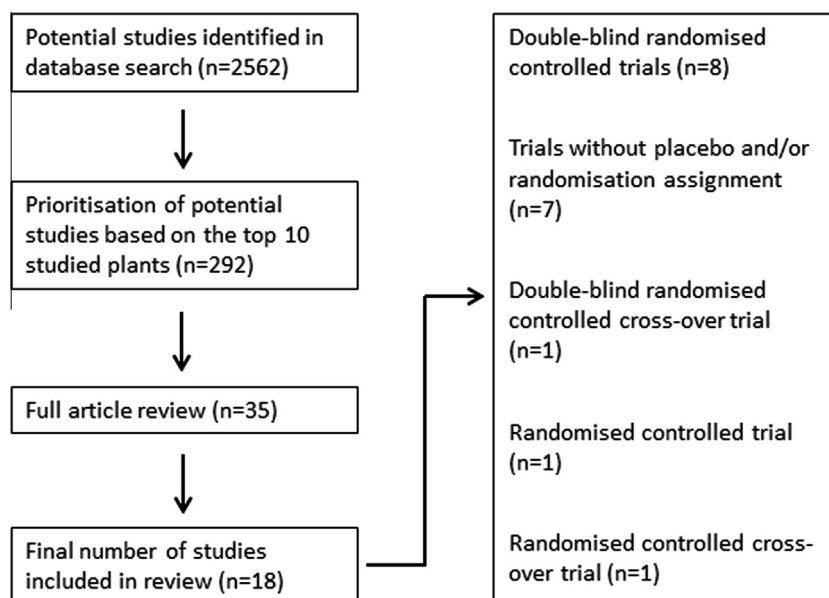 Potential studies identified in
database search (n=2562)
Prioritisation of potential
studies based on the top 10
studied plants (n=292)
Full article review (n=35)
Final number of studies
included in review (n=18)
Double-blind randomised
controlled trials (n=8)
Trials without placebo and/or
randomisation assignment
(n=7)
Double-blind randomised
controlled cross-over trial
(n=1)
Randomised controlled trial
(n=1)
Randomised controlled cross-
over trial (n=1)